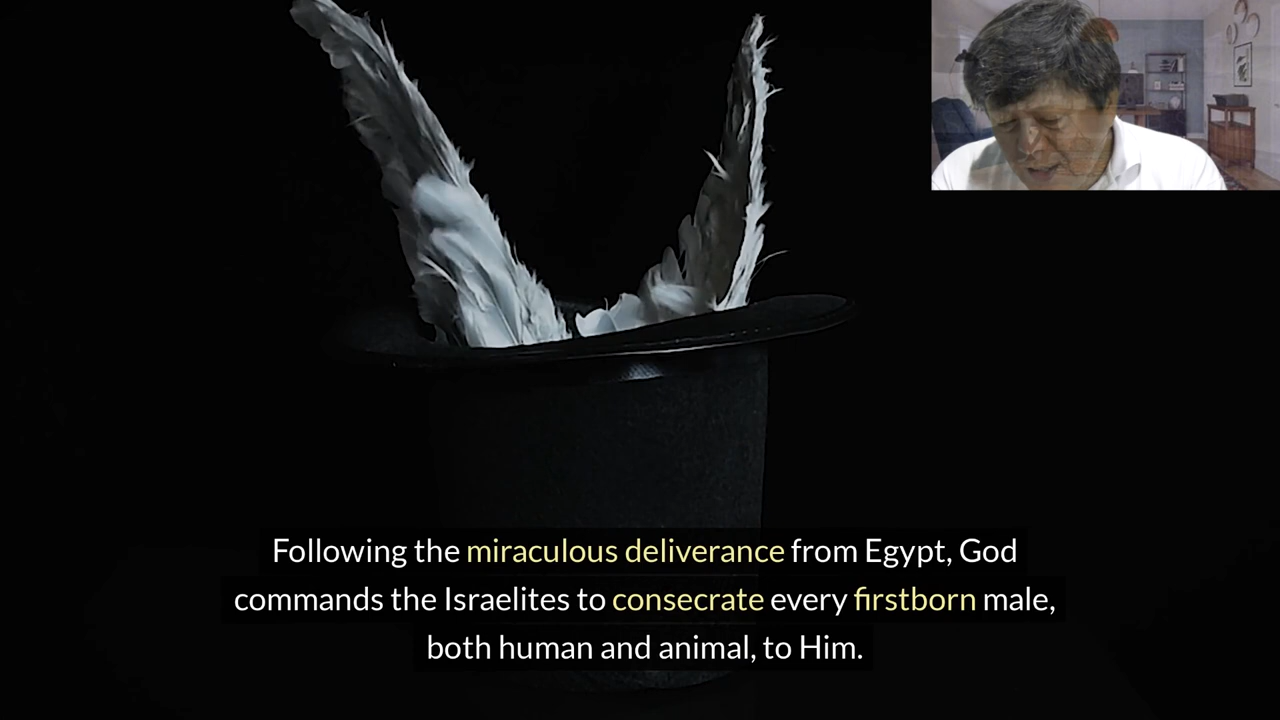 Following the miraculous deliverance from Egypt, God
commands the Israelites to consecrate every firstborn male,
both human and animal, to Him.